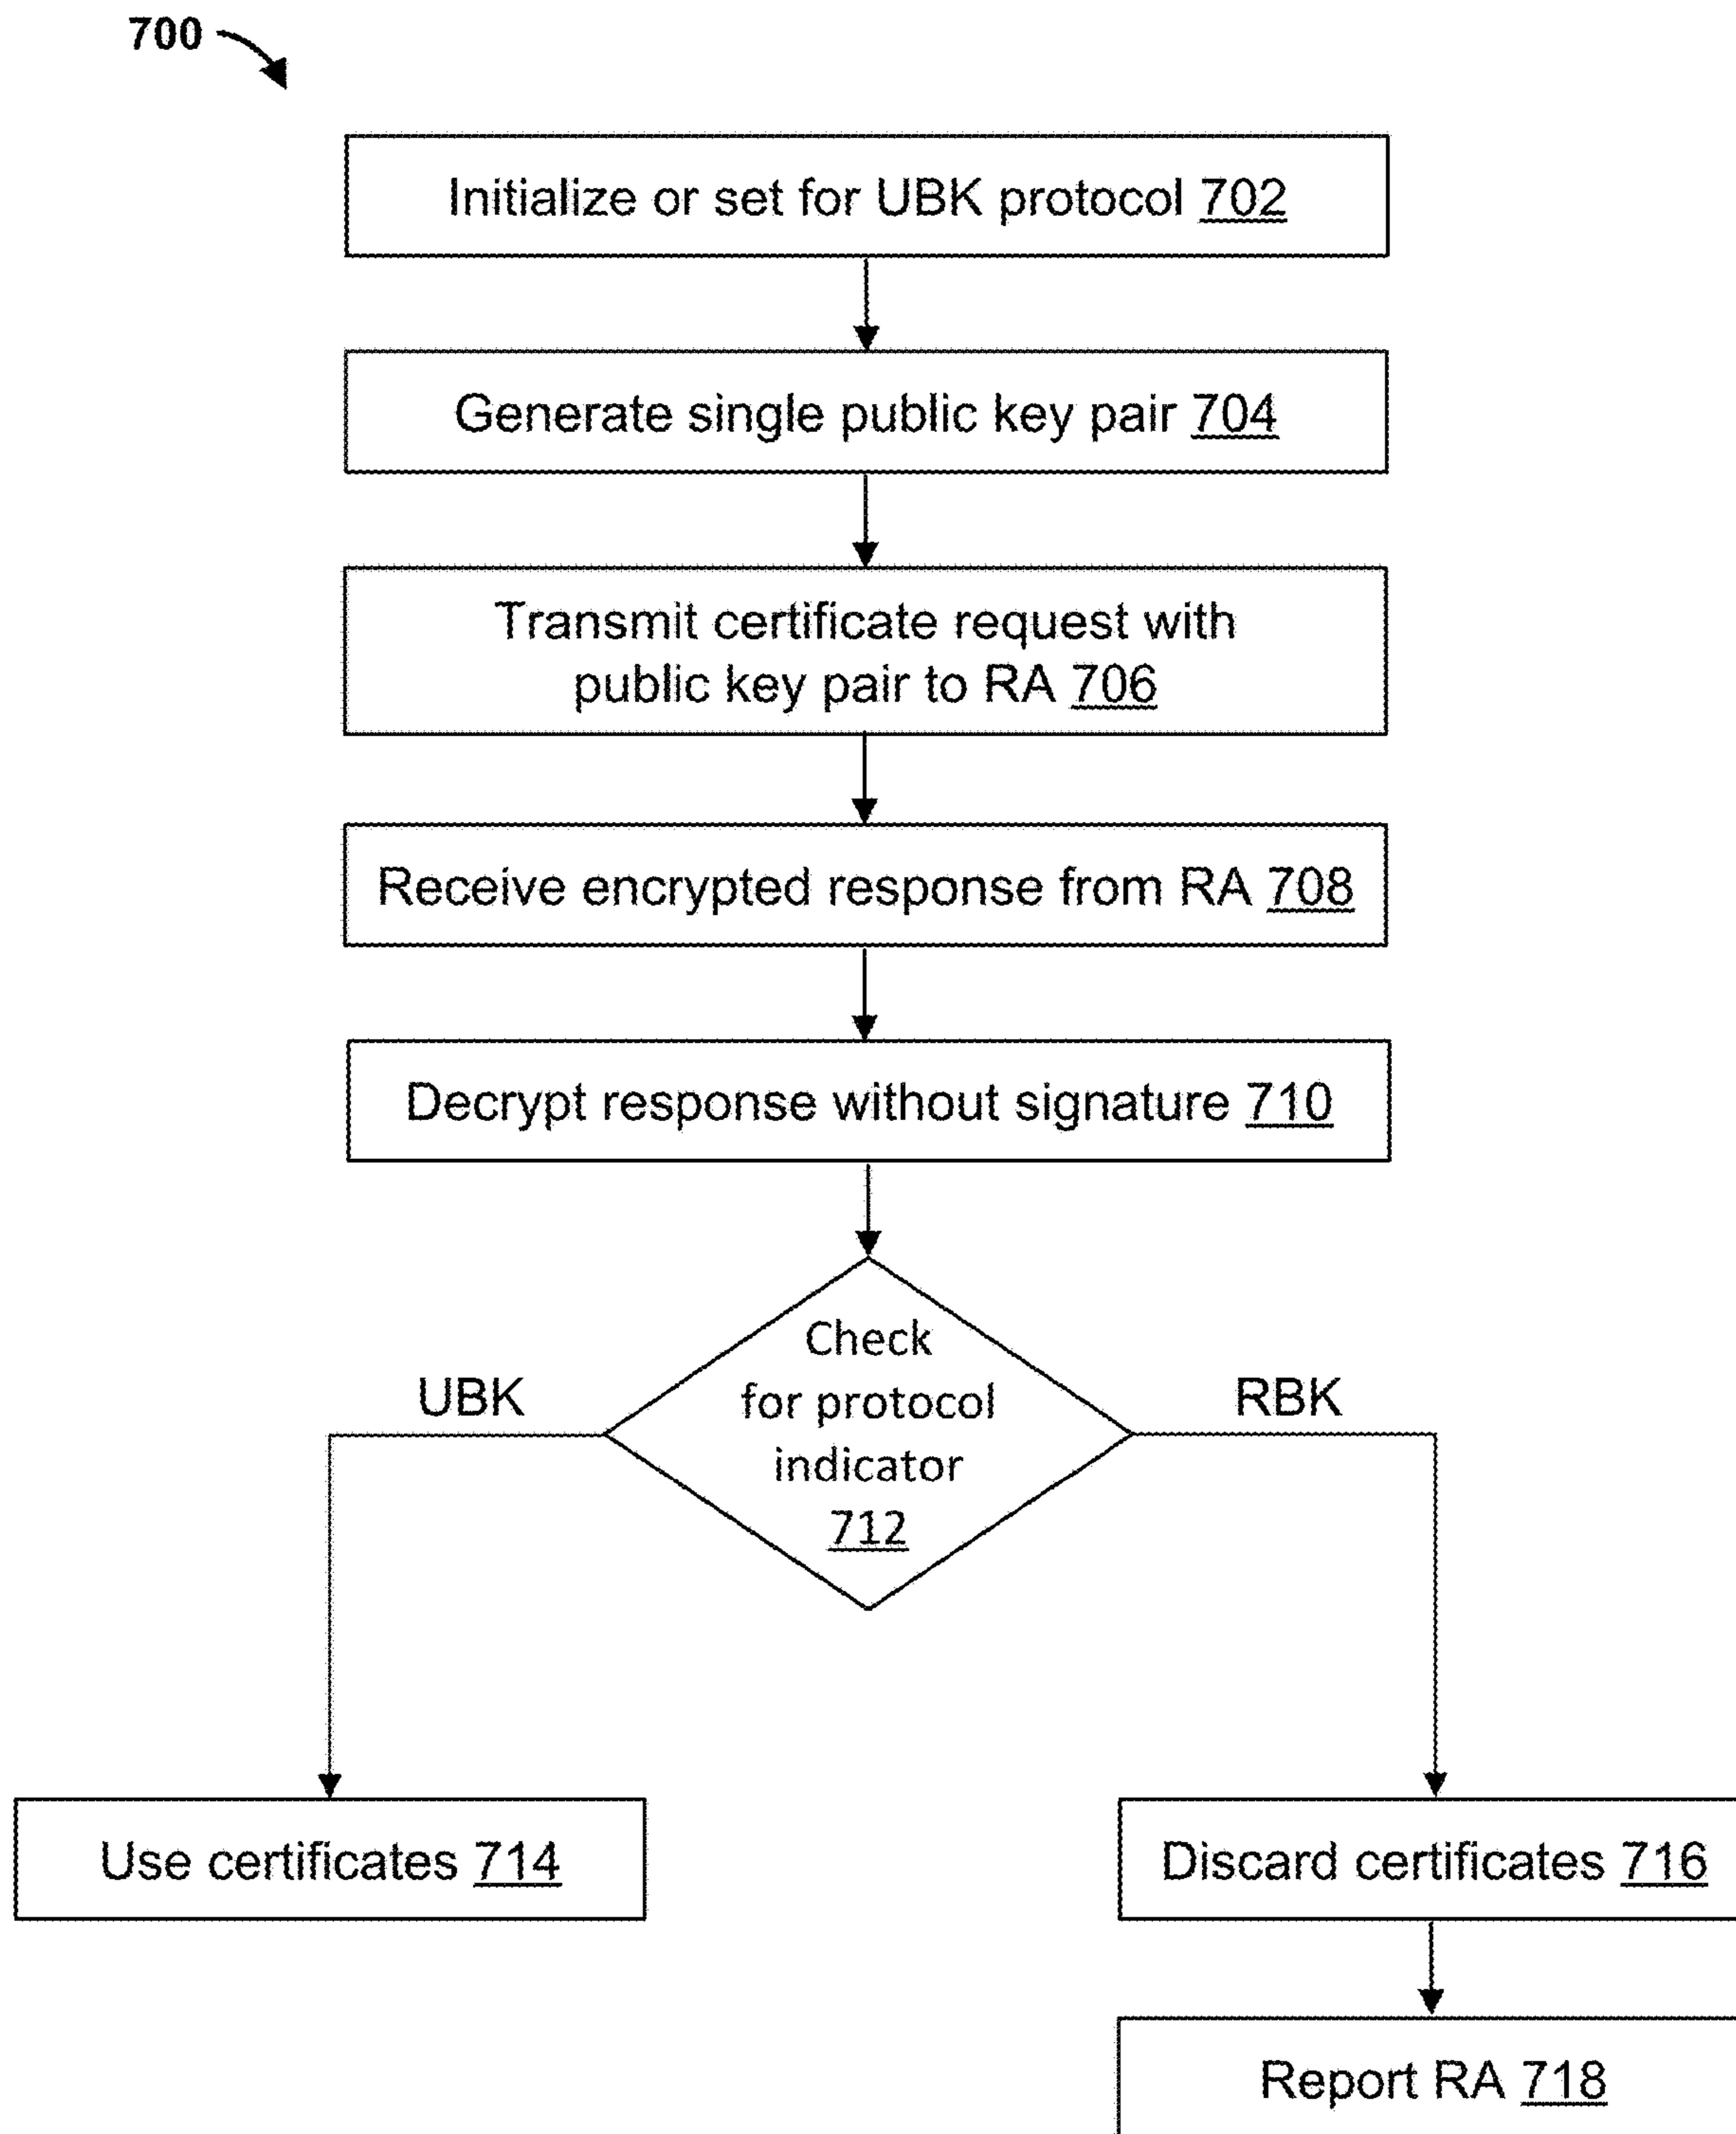 700
Initialize or set for UBK protocol 702
Generate single public key pair 704
Transmit certificate request with
public key pair to RA 706
Receive encrypted response from RA 708
Decrypt response without signature 710
Check
for protocol
indicator
712
UBK
RBK
Use certificates 714
Discard certificates 716
Report RA 718